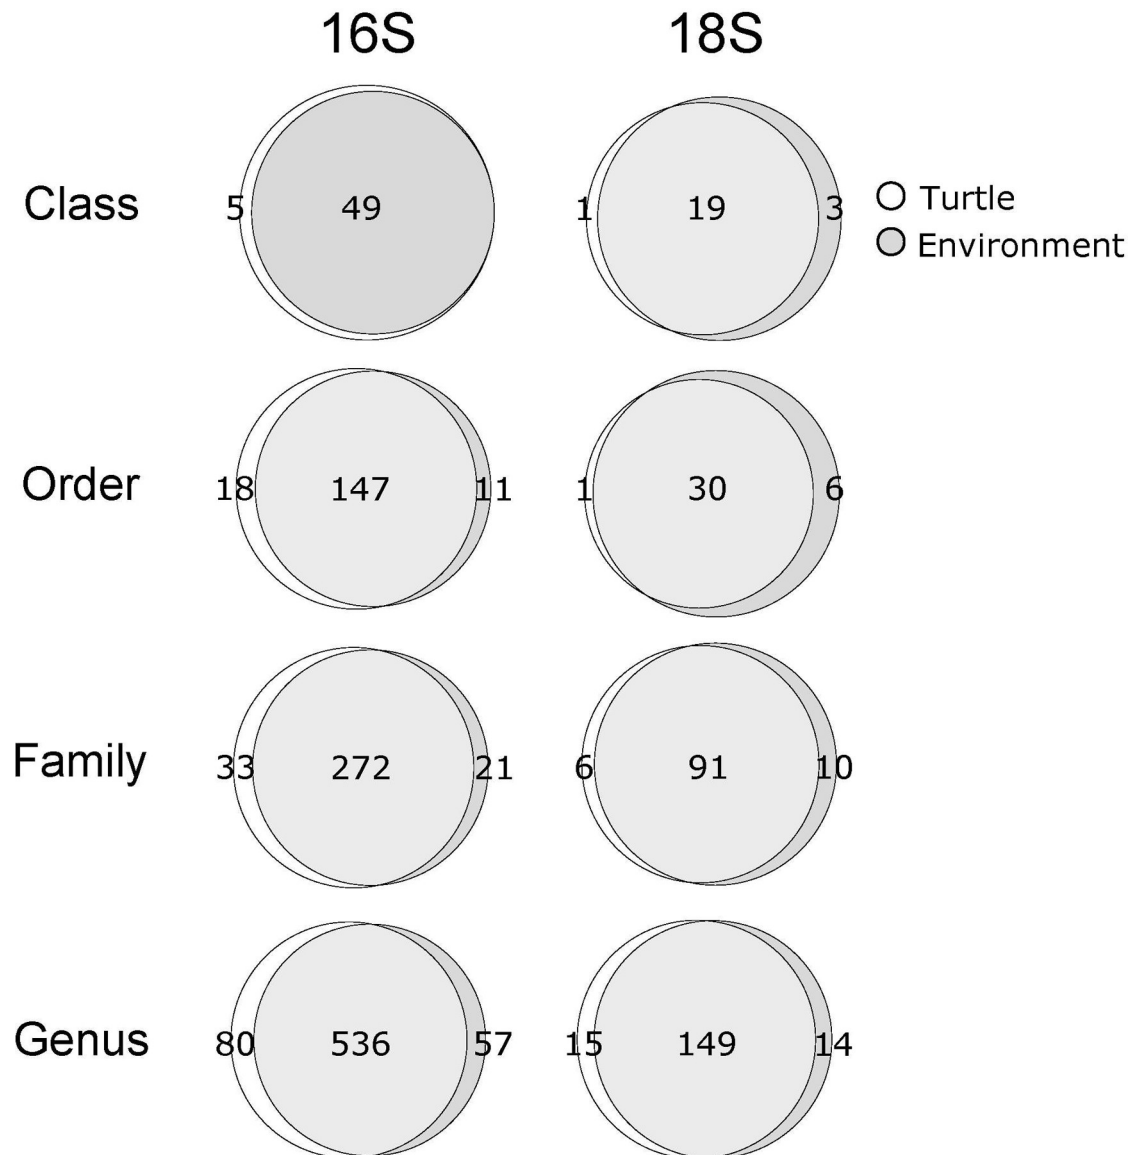 16S 18S
Class 5 49 1 19 3
Turtle
Environment
Order 18 147 11 1 30 6
Family 33 272 21 6 91 10
Genus 80 536 57 15 149 14